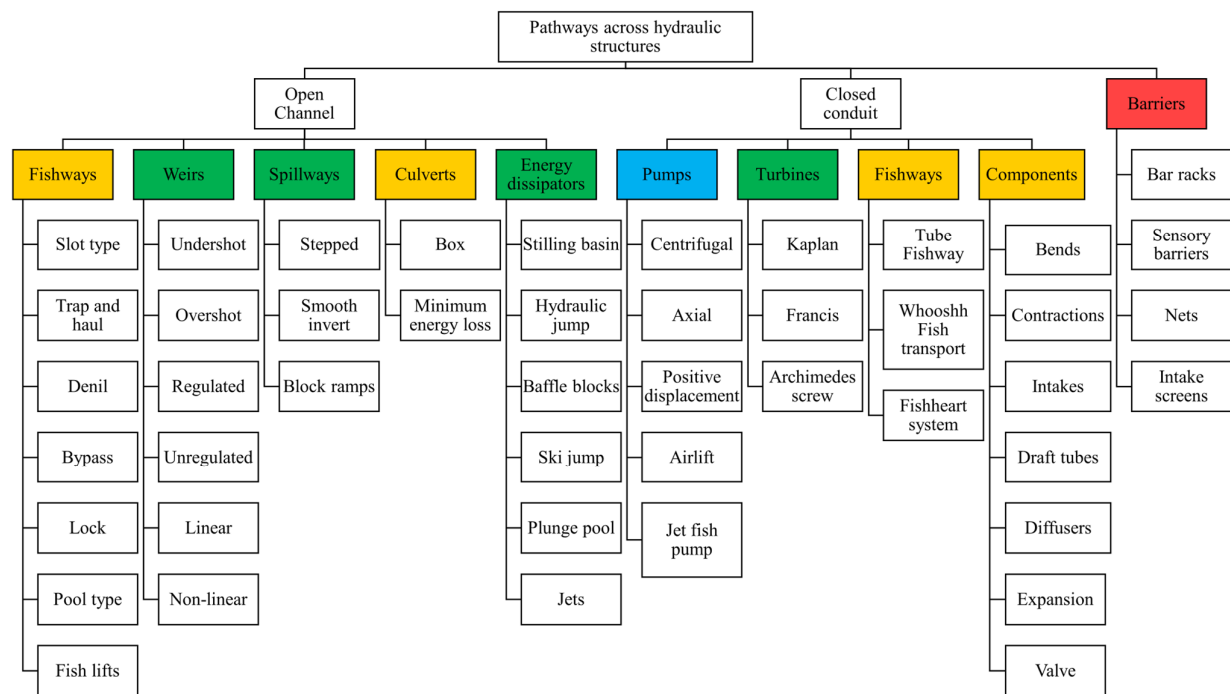 Pathways across hydraulic
structures
Open
Channel
Closed
conduit
Barriers
Fishways
Weirs
Spillways
Culverts
Energy
dissipators
Pumps
Turbines
Fishways
Components
Slot type
Trap and
haul
Denil
Bypass
Lock
Pool type
Fish lifts
Undershot
Overshot
Regulated
Unregulated
Linear
Non-linear
Stepped
Smooth
invert
Block ramps
Box
Minimum
energy loss
Stilling basin
Hydraulic
jump
Baffle blocks
Ski jump
Plunge pool
Jets
Centrifugal
Axial
Positive
displacement
Airlift
Jet fish
pump
Kaplan
Francis
Archimedes
screw
Tube
Fishway
Whooshh
Fish
transport
Fishheart
system
Bends
Contractions
Intakes
Draft tubes
Diffusers
Expansion
Valve
Bar racks
Sensory
barriers
Nets
Intake
screens